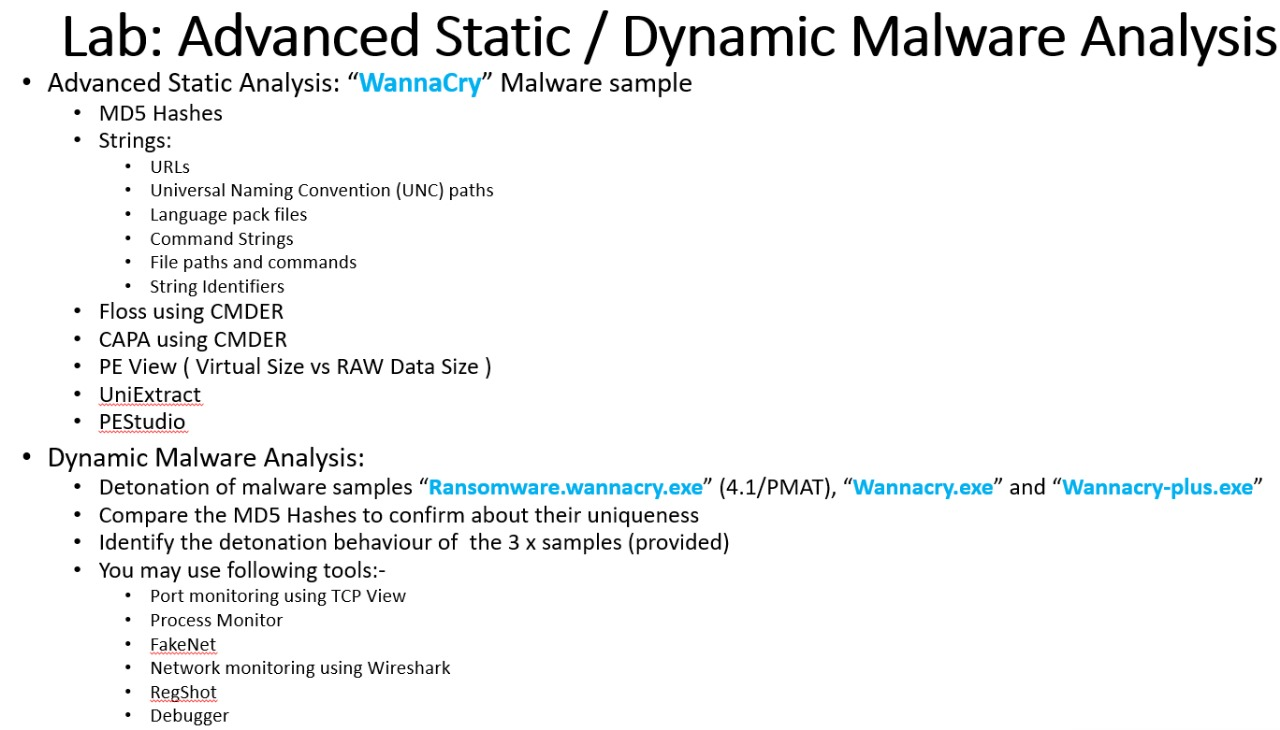 Lab: Advanced Static / Dynamic Malware Analysis
• Advanced Static Analysis: “WannaCry” Malware sample
• MD5 Hashes
• Strings:
• URLs
• Universal Naming Convention (UNC) paths
• Language pack files
• Command Strings
• File paths and commands
• String Identifiers
• Floss using CMDER
• CAPA using CMDER
• PE View ( Virtual Size vs RAW Data Size )
• UniExtract
• PEStudio
• Dynamic Malware Analysis:
• Detonation of malware samples “Ransomware.wannacry.exe” (4.1/PMAT), “Wannacry.exe” and “Wannacry-plus.exe”
• Compare the MD5 Hashes to confirm about their uniqueness
• Identify the detonation behaviour of the 3 x samples (provided)
• You may use following tools:-
• Port monitoring using TCP View
• Process Monitor
• FakeNet
• Network monitoring using Wireshark
• RegShot
• Debugger